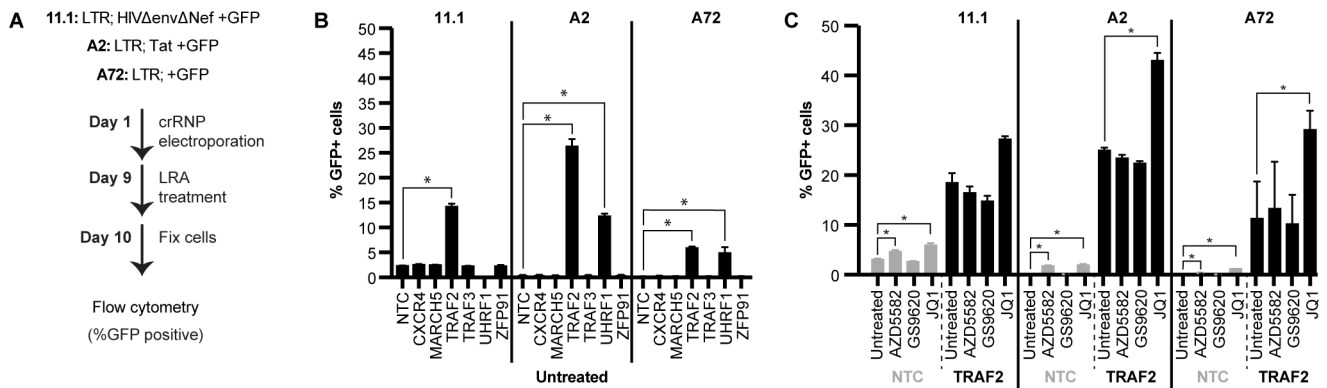 A
11.1: LTR; HIVΔenvΔNef +GFP
A2: LTR; Tat +GFP
A72: LTR; +GFP
Day 1
crRNP
electroporation
Day 9
LRA
treatment
Day 10
Fix cells
Flow cytometry
(%GFP positive)
B
11.1
A2
A72
% GFP+ cells
50
45
40
35
30
25
20
15
10
5
0
*
*
*
*
*
NTC
CXCR4
MARCH5
TRAF2
TRAF3
UHRF1
ZFP91
NTC
CXCR4
MARCH5
TRAF2
TRAF3
UHRF1
ZFP91
NTC
CXCR4
MARCH5
TRAF2
TRAF3
UHRF1
ZFP91
Untreated
C
11.1
A2
A72
% GFP+ cells
50
40
30
20
10
0
*
*
*
*
*
*
*
*
Untreated
AZD5582
GS9620
JQ1
Untreated
AZD5582
GS9620
JQ1
Untreated
AZD5582
GS9620
JQ1
Untreated
AZD5582
GS9620
JQ1
Untreated
AZD5582
GS9620
JQ1
Untreated
AZD5582
GS9620
JQ1
NTC
TRAF2
NTC
TRAF2
NTC
TRAF2